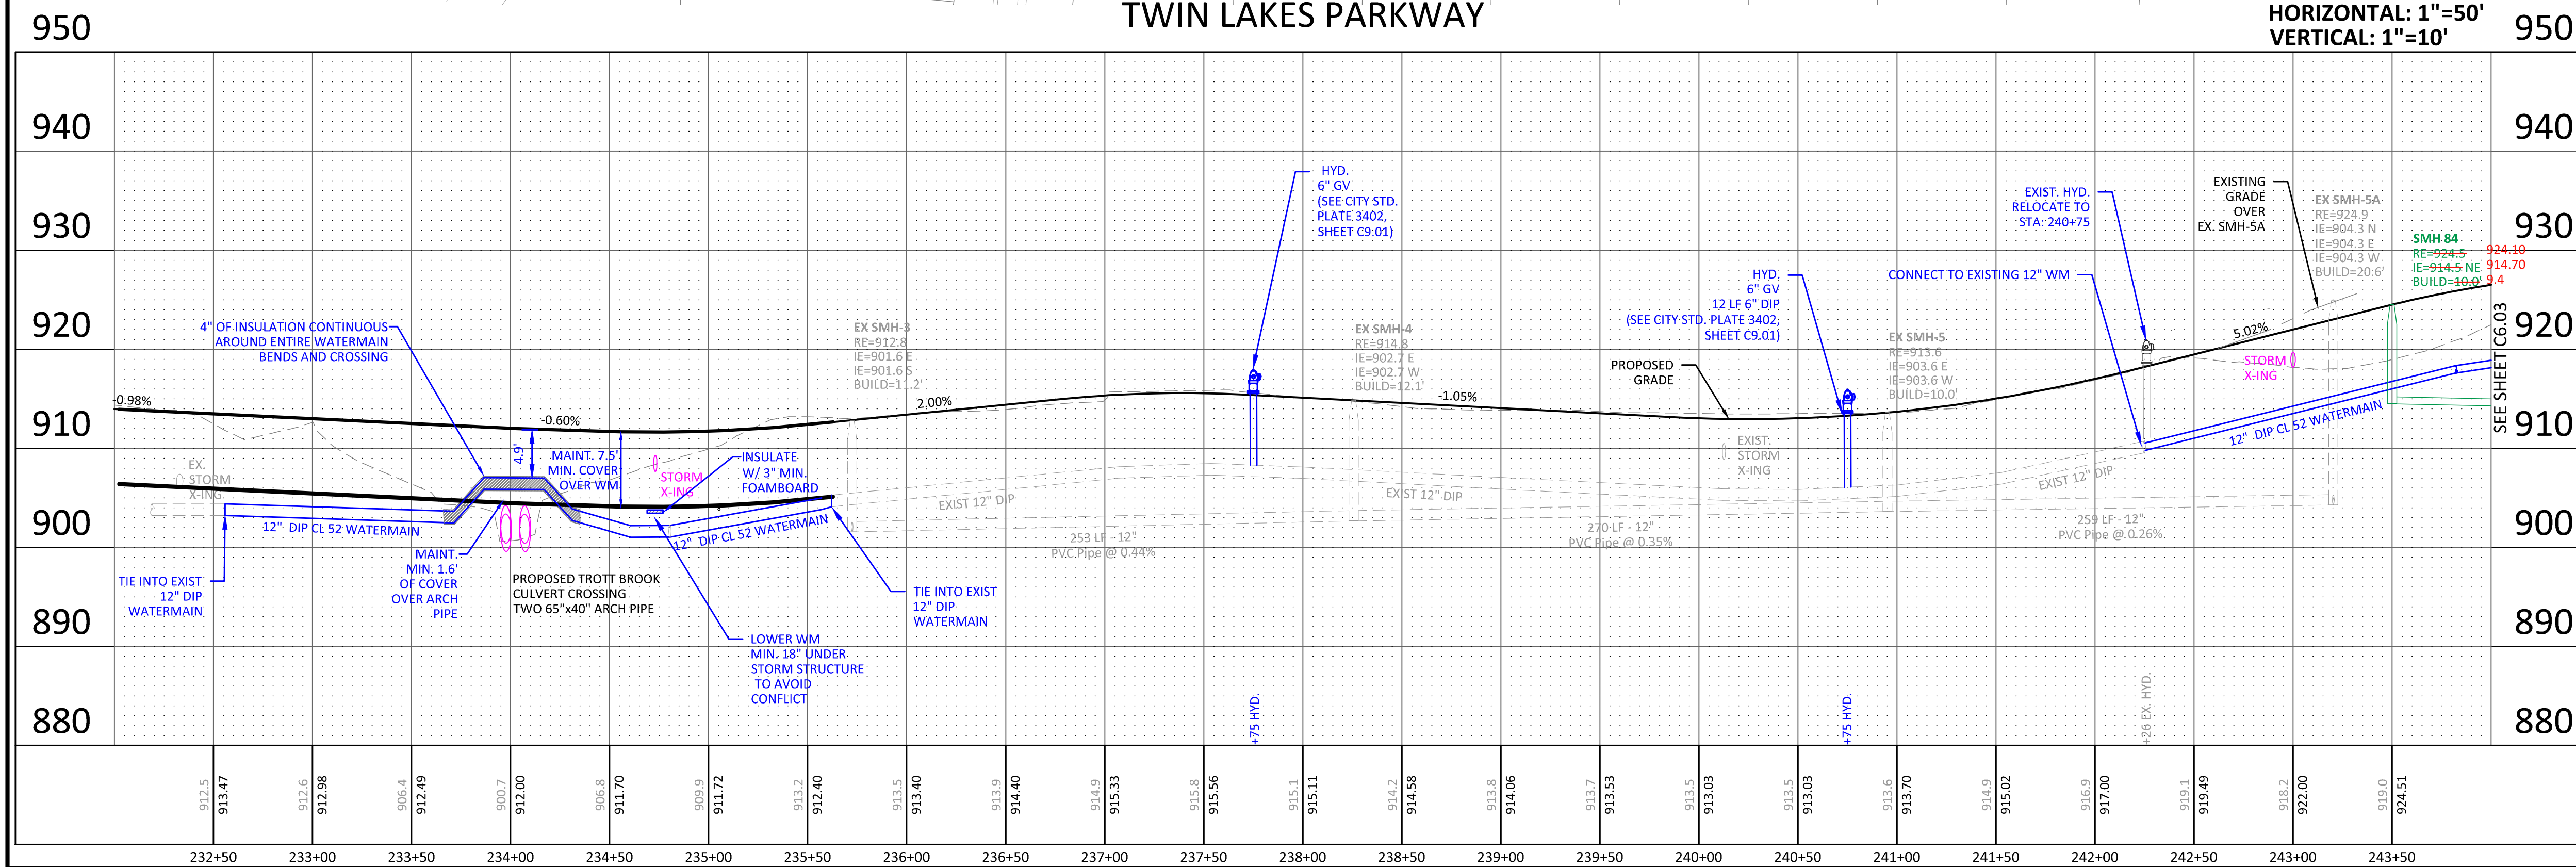 TWIN LAKES PARKWAY
HORIZONTAL: 1"=50'
VERTICAL: 1"=10'
950
950
940
940
930
930
920
920
910
910
900
900
890
890
880
880
4" OF INSULATION CONTINUOUS
AROUND ENTIRE WATERMAIN
BENDS AND CROSSING
-0.98%
-0.60%
4.9'
MAINT. 7.5'
MIN. COVER
OVER WM
STORM
X-ING
INSULATE
W/ 3" MIN.
FOAMBOARD
EX.
STORM
X-ING
12" DIP CL 52 WATERMAIN
12" DIP CL 52 WATERMAIN
TIE INTO EXIST
12" DIP
WATERMAIN
MAINT.
MIN. 1.6'
OF COVER
OVER ARCH
PIPE
PROPOSED TROTT BROOK
CULVERT CROSSING
TWO 65"x40" ARCH PIPE
LOWER WM
MIN. 18" UNDER
STORM STRUCTURE
TO AVOID
CONFLICT
TIE INTO EXIST
12" DIP
WATERMAIN
EX SMH-3
RE=912.8
IE=901.6 E
IE=901.6 S
BUILD=11.2'
2.00%
EXIST 12" DIP
253 LF - 12"
PVC Pipe @ 0.44%
HYD.
6" GV
(SEE CITY STD.
PLATE 3402,
SHEET C9.01)
EX SMH-4
RE=914.8
IE=902.7 E
IE=902.7 W
BUILD=12.1'
-1.05%
EXIST 12" DIP
270 LF - 12"
PVC Pipe @ 0.35%
PROPOSED
GRADE
HYD.
6" GV
12 LF 6" DIP
(SEE CITY STD. PLATE 3402,
SHEET C9.01)
EXIST.
STORM
X-ING
EX SMH-5
RE=913.6
IE=903.6 E
IE=903.6 W
BUILD=10.0'
CONNECT TO EXISTING 12" WM
EXIST. HYD.
RELOCATE TO
STA: 240+75
EXIST 12" DIP
259 LF - 12"
PVC Pipe @ 0.26%
EXISTING
GRADE
OVER
EX. SMH-5A
EX SMH-5A
RE=924.9
IE=904.3 N
IE=904.3 E
IE=904.3 W
BUILD=20.6'
SMH 84
RE=924.5 924.10
IE=914.5 NE 914.70
BUILD=10.0' 9.4
5.02%
STORM
X-ING
12" DIP CL 52 WATERMAIN
SEE SHEET C6.03
+75 HYD.
+75 HYD.
+26 EX. HYD.
912.5 913.47
912.6 912.98
906.4 912.49
900.7 912.00
906.8 911.70
909.9 911.72
913.2 912.40
913.5 913.40
913.9 914.40
914.9 915.33
915.8 915.56
915.1 915.11
914.2 914.58
913.8 914.06
913.7 913.53
913.5 913.03
913.5 913.03
913.6 913.70
914.9 915.02
916.9 917.00
919.1 919.49
918.2 922.00
919.0 924.51
232+50 233+00 233+50 234+00 234+50 235+00 235+50 236+00 236+50 237+00 237+50 238+00 238+50 239+00 239+50 240+00 240+50 241+00 241+50 242+00 242+50 243+00 243+50